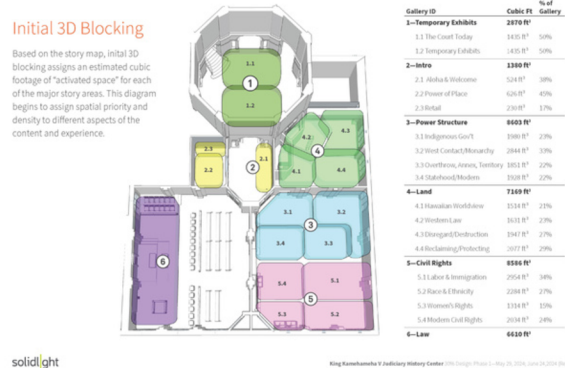 Initial 3D Blocking
Based on the story map, inital 3D
blocking assigns an estimated cubic
footage of "activated space" for each
of the major story areas. This diagram
begins to assign spatial priority and
density to different aspects of the
content and experience.
1.1
1
1.2
2.3
2.2
2
2.1
4.2
4.3
4
4.1
4.4
3.1
3.2
3
3.4
3.3
6
5.4
5.1
5
5.3
5.2
% of
Gallery ID Cubic Ft Gallery
1—Temporary Exhibits 2870 ft³
1.1 The Court Today 1435 ft³ 50%
1.2 Temporary Exhibits 1435 ft³ 50%
2—Intro 1380 ft³
2.1 Aloha & Welcome 524 ft³ 38%
2.2 Power of Place 626 ft³ 45%
2.3 Retail 230 ft³ 17%
3—Power Structure 8603 ft³
3.1 Indigenous Gov't 1980 ft³ 23%
3.2 West Contact/Monarchy 2844 ft³ 33%
3.3 Overthrow, Annex, Territory 1851 ft³ 22%
3.4 Statehood/Modern 1928 ft³ 22%
4—Land 7169 ft³
4.1 Hawaiian Worldview 1514 ft³ 21%
4.2 Western Law 1631 ft³ 23%
4.3 Disregard/Destruction 1947 ft³ 27%
4.4 Reclaiming/Protecting 2077 ft³ 29%
5—Civil Rights 8586 ft³
5.1 Labor & Immigration 2954 ft³ 34%
5.2 Race & Ethnicity 2284 ft³ 27%
5.3 Women's Rights 1314 ft³ 15%
5.4 Modern Civil Rights 2034 ft³ 24%
6—Law 6610 ft³
solidlight
King Kamehameha V Judiciary History Center